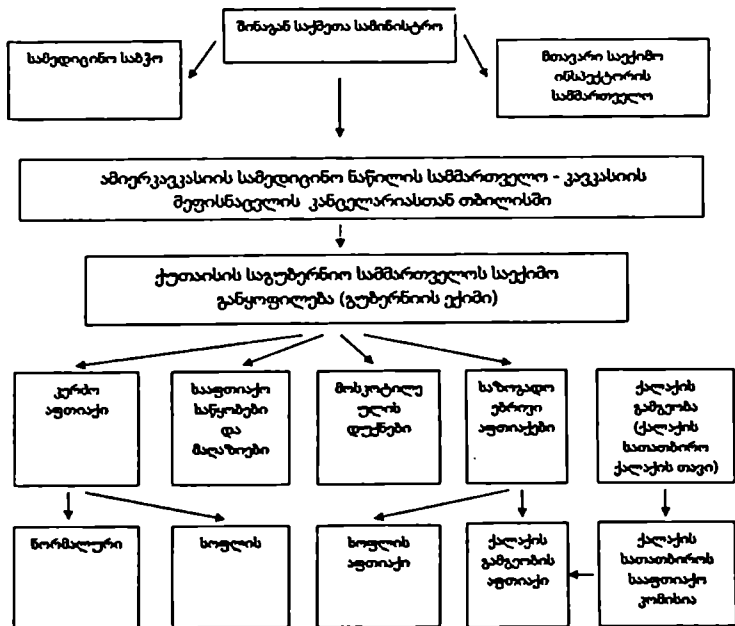 შინაგან საქმეთა სამინისტრო
სამედიცინო საბჭო
მთავარი საექიმო
ინსპექტორის
სამმართველო
ამიერკავკასიის სამედიცინო ნაწილის სამმართველო - კავკასიის
მეფისნაცვლის კანცელარიასთან თბილისში
ქუთაისის საგუბერნიო სამმართველოს საექიმო
განყოფილება (გუბერნიის ექიმი)
კერძო
აფთიაქი
სააფთიაქო
საწყობები
და
მაღაზიები
მოსკოტილე
ულის
დუქნები
საზოგადო
ებრივი
აფთიაქები
ქალაქის
გამგეობა
(ქალაქის
სათათბირო
ქალაქის თავი)
ნორმალური
სოფლის
სოფლის
აფთიაქი
ქალაქის
გამგეობის
აფთიაქი
ქალაქის
სათათბიროს
სააფთიაქო
კომისია